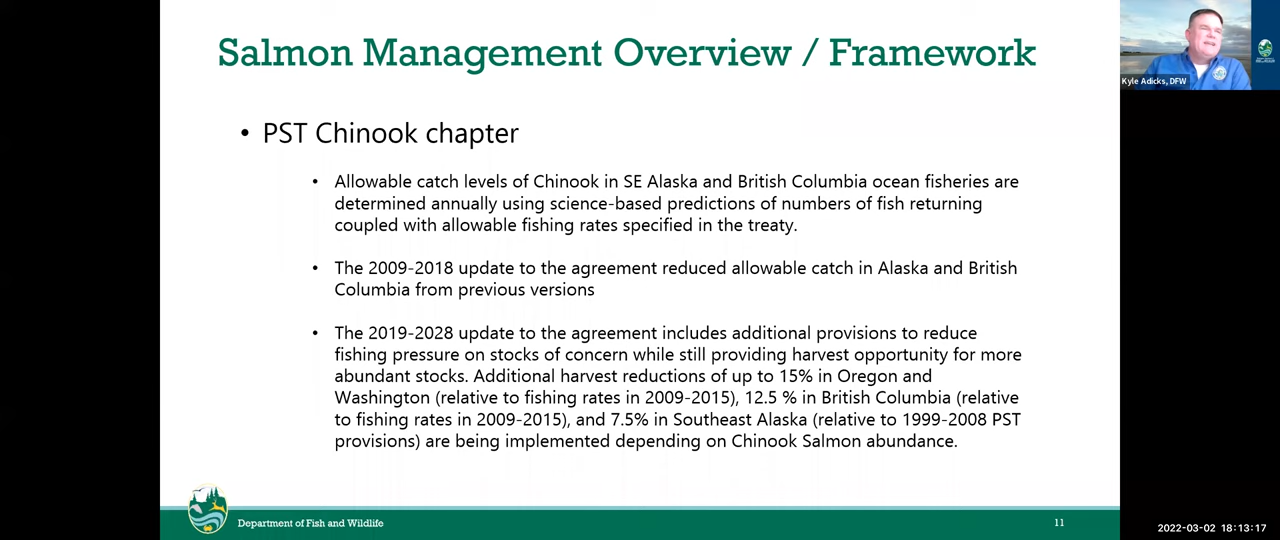 Salmon Management Overview / Framework
• PST Chinook chapter
• Allowable catch levels of Chinook in SE Alaska and British Columbia ocean fisheries are
determined annually using science-based predictions of numbers of fish returning
coupled with allowable fishing rates specified in the treaty.
• The 2009-2018 update to the agreement reduced allowable catch in Alaska and British
Columbia from previous versions
• The 2019-2028 update to the agreement includes additional provisions to reduce
fishing pressure on stocks of concern while still providing harvest opportunity for more
abundant stocks. Additional harvest reductions of up to 15% in Oregon and
Washington (relative to fishing rates in 2009-2015), 12.5 % in British Columbia (relative
to fishing rates in 2009-2015), and 7.5% in Southeast Alaska (relative to 1999-2008 PST
provisions) are being implemented depending on Chinook Salmon abundance.
Department of Fish and Wildlife
11
Kyle Adicks, DFW
2022-03-02 18:13:17